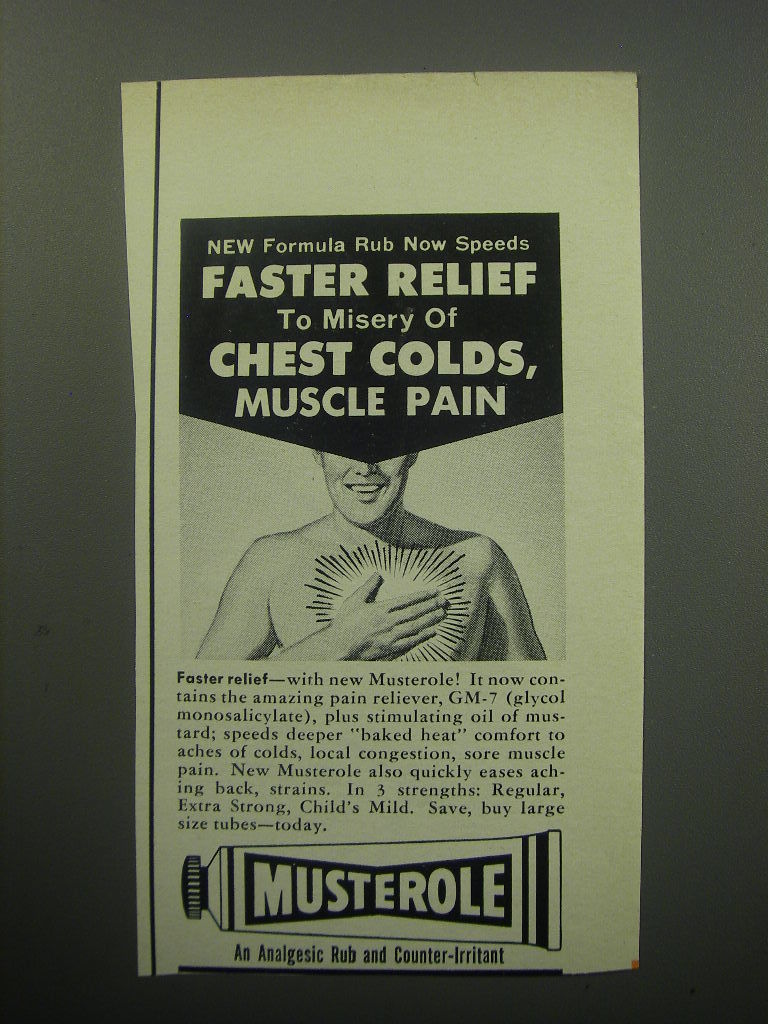 NEW Formula Rub Now Speeds
FASTER RELIEF
To Misery Of
CHEST COLDS,
MUSCLE PAIN
Faster relief—with new Musterole! It now con-
tains the amazing pain reliever, GM-7 (glycol
monosalicylate), plus stimulating oil of mus-
tard; speeds deeper "baked heat" comfort to
aches of colds, local congestion, sore muscle
pain. New Musterole also quickly eases ach-
ing back, strains. In 3 strengths: Regular,
Extra Strong, Child's Mild. Save, buy large
size tubes—today.
MUSTEROLE
An Analgesic Rub and Counter-Irritant